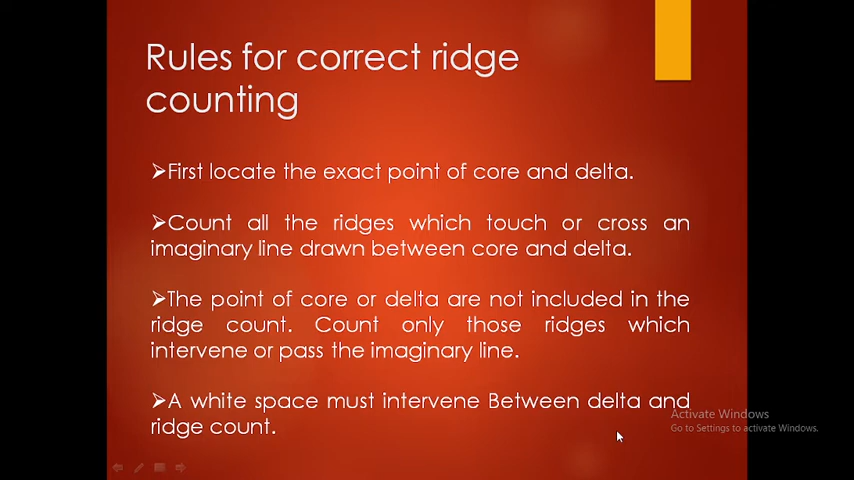 Rules for correct ridge
counting
➢First locate the exact point of core and delta.
➢Count all the ridges which touch or cross an
imaginary line drawn between core and delta.
➢The point of core or delta are not included in the
ridge count. Count only those ridges which
intervene or pass the imaginary line.
➢A white space must intervene Between delta and
ridge count.
Activate Windows
Go to Settings to activate Windows.